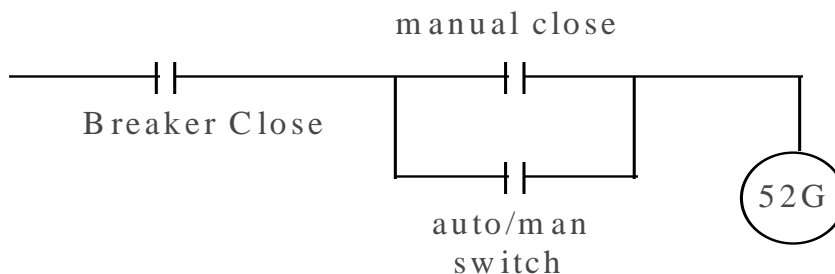 manual close
Breaker Close
52G
auto/man
switch